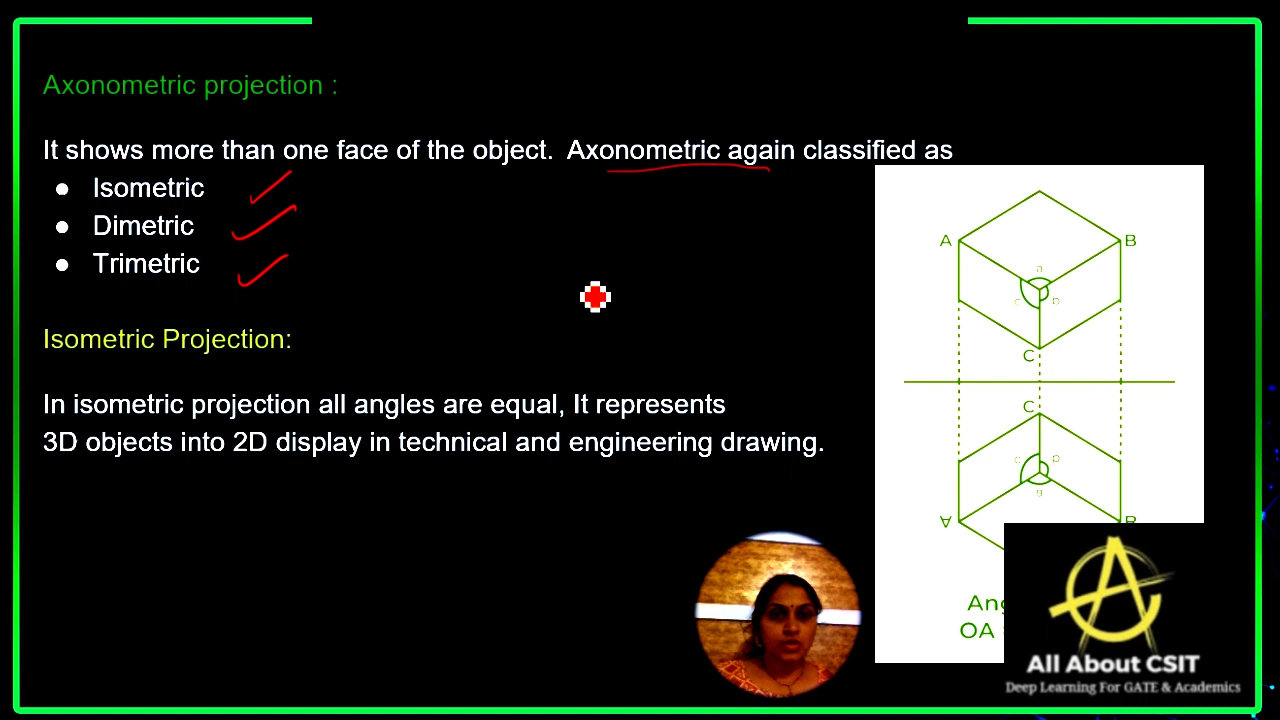 Axonometric projection :
It shows more than one face of the object. Axonometric again classified as
● Isometric
● Dimetric
● Trimetric
Isometric Projection:
In isometric projection all angles are equal, It represents
3D objects into 2D display in technical and engineering drawing.
A
B
a
c
b
C
C
OA
All About CSIT
Deep Learning For GATE & Academics